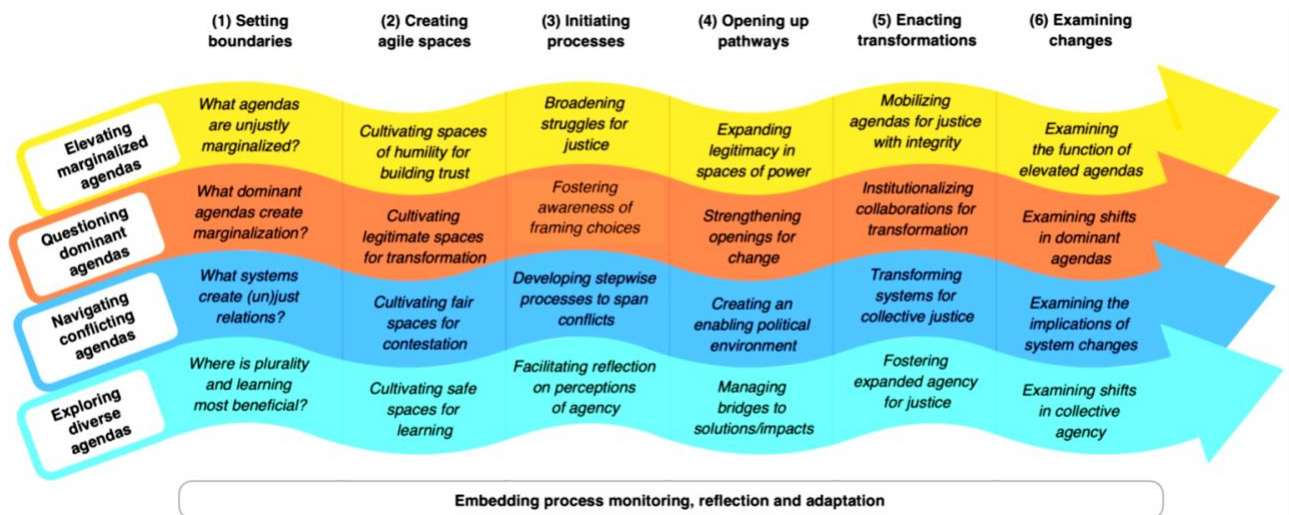 (1) Setting
boundaries
(2) Creating
agile spaces
(3) Initiating
processes
(4) Opening up
pathways
(5) Enacting
transformations
(6) Examining
changes
Elevating
marginalized
agendas
What agendas
are unjustly
marginalized?
Cultivating spaces
of humility for
building trust
Broadening
struggles for
justice
Expanding
legitimacy in
spaces of power
Mobilizing
agendas for justice
with integrity
Examining
the function of
elevated agendas
Questioning
dominant
agendas
What dominant
agendas create
marginalization?
Cultivating
legitimate spaces
for transformation
Fostering
awareness of
framing choices
Strengthening
openings for
change
Institutionalizing
collaborations for
transformation
Examining shifts
in dominant
agendas
Navigating
conflicting
agendas
What systems
create (un)just
relations?
Cultivating fair
spaces for
contestation
Developing stepwise
processes to span
conflicts
Creating an
enabling political
environment
Transforming
systems for
collective justice
Examining the
implications of
system changes
Exploring
diverse
agendas
Where is plurality
and learning
most beneficial?
Cultivating safe
spaces for
learning
Facilitating reflection
on perceptions
of agency
Managing
bridges to
solutions/impacts
Fostering
expanded agency
for justice
Examining shifts
in collective
agency
Embedding process monitoring, reflection and adaptation